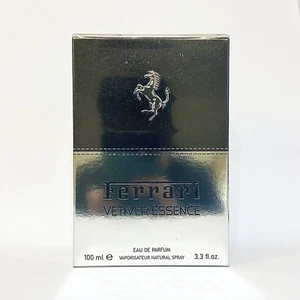 Ferrari
VETIVER ESSENCE
EAU DE PARFUM
100 ml ℮ VAPORISATEUR NATURAL SPRAY 3.3 fl.oz.